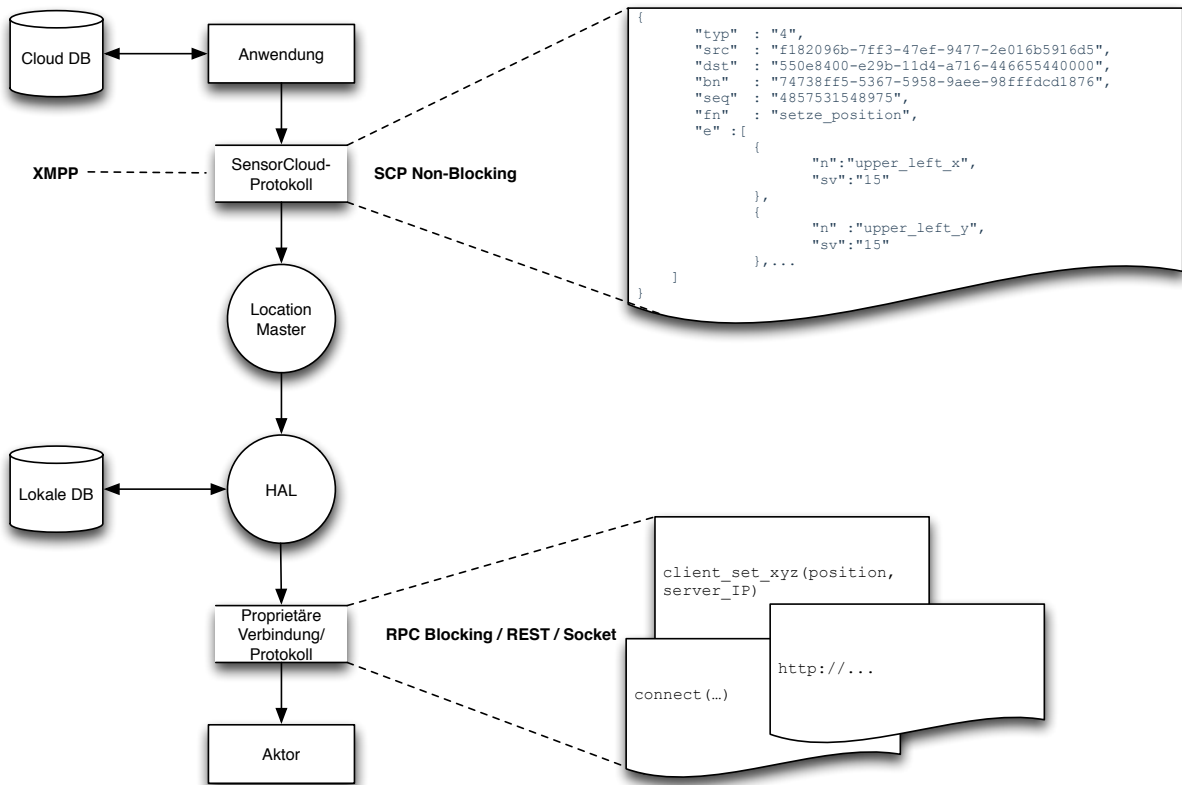 Cloud DB
Anwendung
SensorCloud-
Protokoll
XMPP
SCP Non-Blocking
{
"typ" : "4",
"src" : "f182096b-7ff3-47ef-9477-2e016b5916d5",
"dst" : "550e8400-e29b-11d4-a716-446655440000",
"bn" : "74738ff5-5367-5958-9aee-98fffdcd1876",
"seq" : "4857531548975",
"fn" : "setze_position",
"e" :[
{
"n":"upper_left_x",
"sv":"15"
},
{
"n" :"upper_left_y",
"sv":"15"
},...
]
}
Location
Master
Lokale DB
HAL
Proprietäre
Verbindung/
Protokoll
RPC Blocking / REST / Socket
client_set_xyz(position,
server_IP)
http://...
connect(…)
Aktor